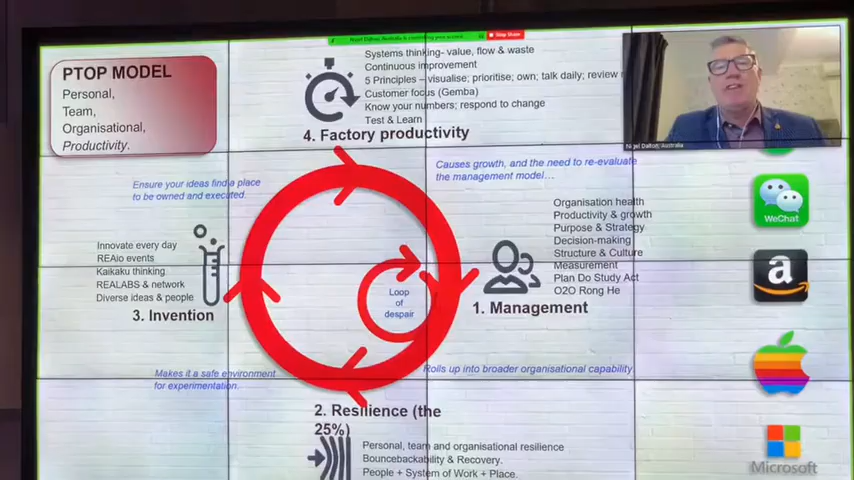 Nigel Dalton, Australia
Stop Share
PTOP MODEL
Personal,
Team,
Organisational,
Productivity.
Systems thinking- value, flow & waste
Continuous improvement
5 Principles – visualise; prioritise; own; talk daily; review
Customer focus (Gemba)
Know your numbers; respond to change
Test & Learn
4. Factory productivity
Nigel Dalton, Australia
Ensure your ideas find a place
to be owned and executed.
Causes growth, and the need to re-evaluate
the management model…
Innovate every day
REAio events
Kaikaku thinking
REALABS & network
Diverse ideas & people
3. Invention
Loop
of
despair
Organisation health
Productivity & growth
Purpose & Strategy
Decision-making
Structure & Culture
Measurement
Plan Do Study Act
O2O Rong He
1. Management
WeChat
a
Makes it a safe environment
for experimentation.
Rolls up into broader organisational capability
2. Resilience (the
25%)
Personal, team and organisational resilience
Bouncebackability & Recovery.
People + System of Work + Place.
Microsoft